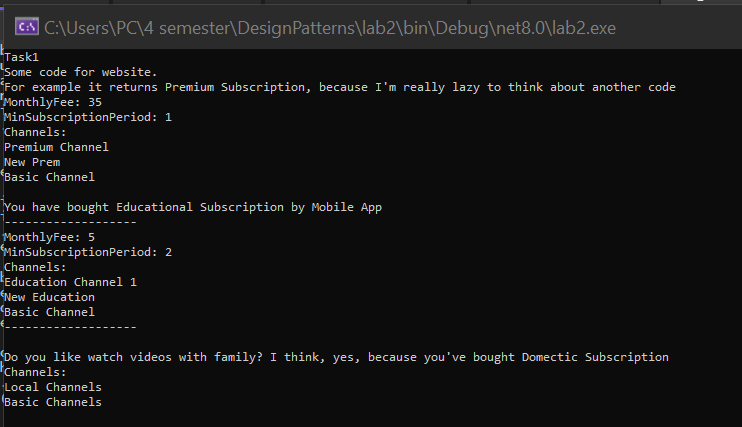 C:\Users\PC\4 semester\DesignPatterns\lab2\bin\Debug\net8.0\lab2.exe
Task1
Some code for website.
For example it returns Premium Subscription, because I'm really lazy to think about another code
MonthlyFee: 35
MinSubscriptionPeriod: 1
Channels:
Premium Channel
New Prem
Basic Channel
You have bought Educational Subscription by Mobile App
-------------------
MonthlyFee: 5
MinSubscriptionPeriod: 2
Channels:
Education Channel 1
New Education
Basic Channel
-------------------
Do you like watch videos with family? I think, yes, because you've bought Domectic Subscription
Channels:
Local Channels
Basic Channels